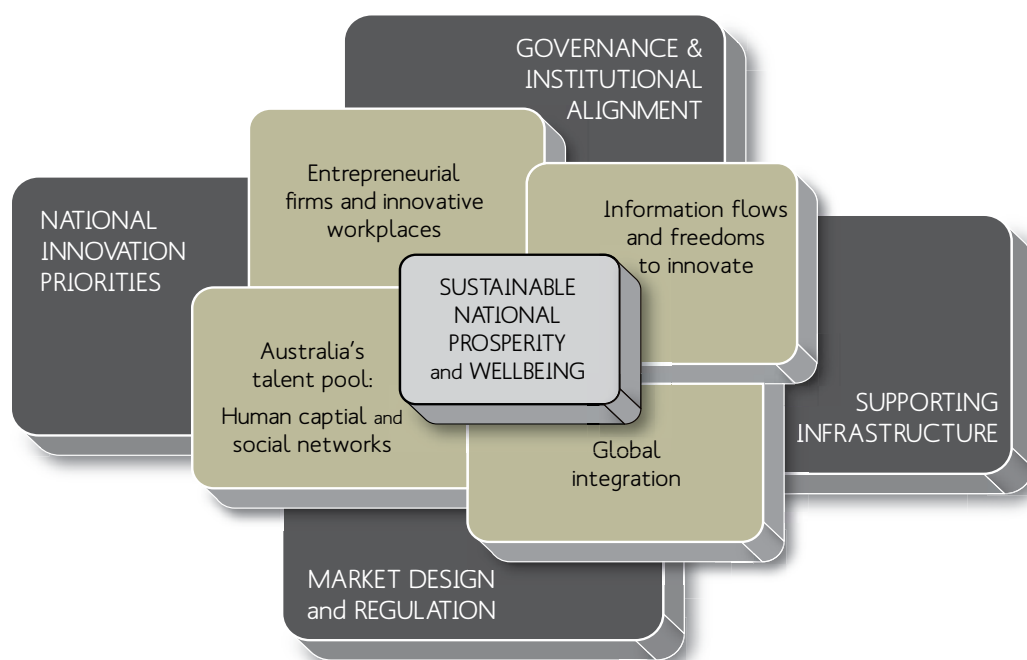 GOVERNANCE &
INSTITUTIONAL
ALIGNMENT
Entrepreneurial
firms and innovative
workplaces
Information flows
and freedoms
to innovate
NATIONAL
INNOVATION
PRIORITIES
SUSTAINABLE
NATIONAL
PROSPERITY
and WELLBEING
Australia’s
talent pool:
Human captial and
social networks
SUPPORTING
INFRASTRUCTURE
Global
integration
MARKET DESIGN
and REGULATION